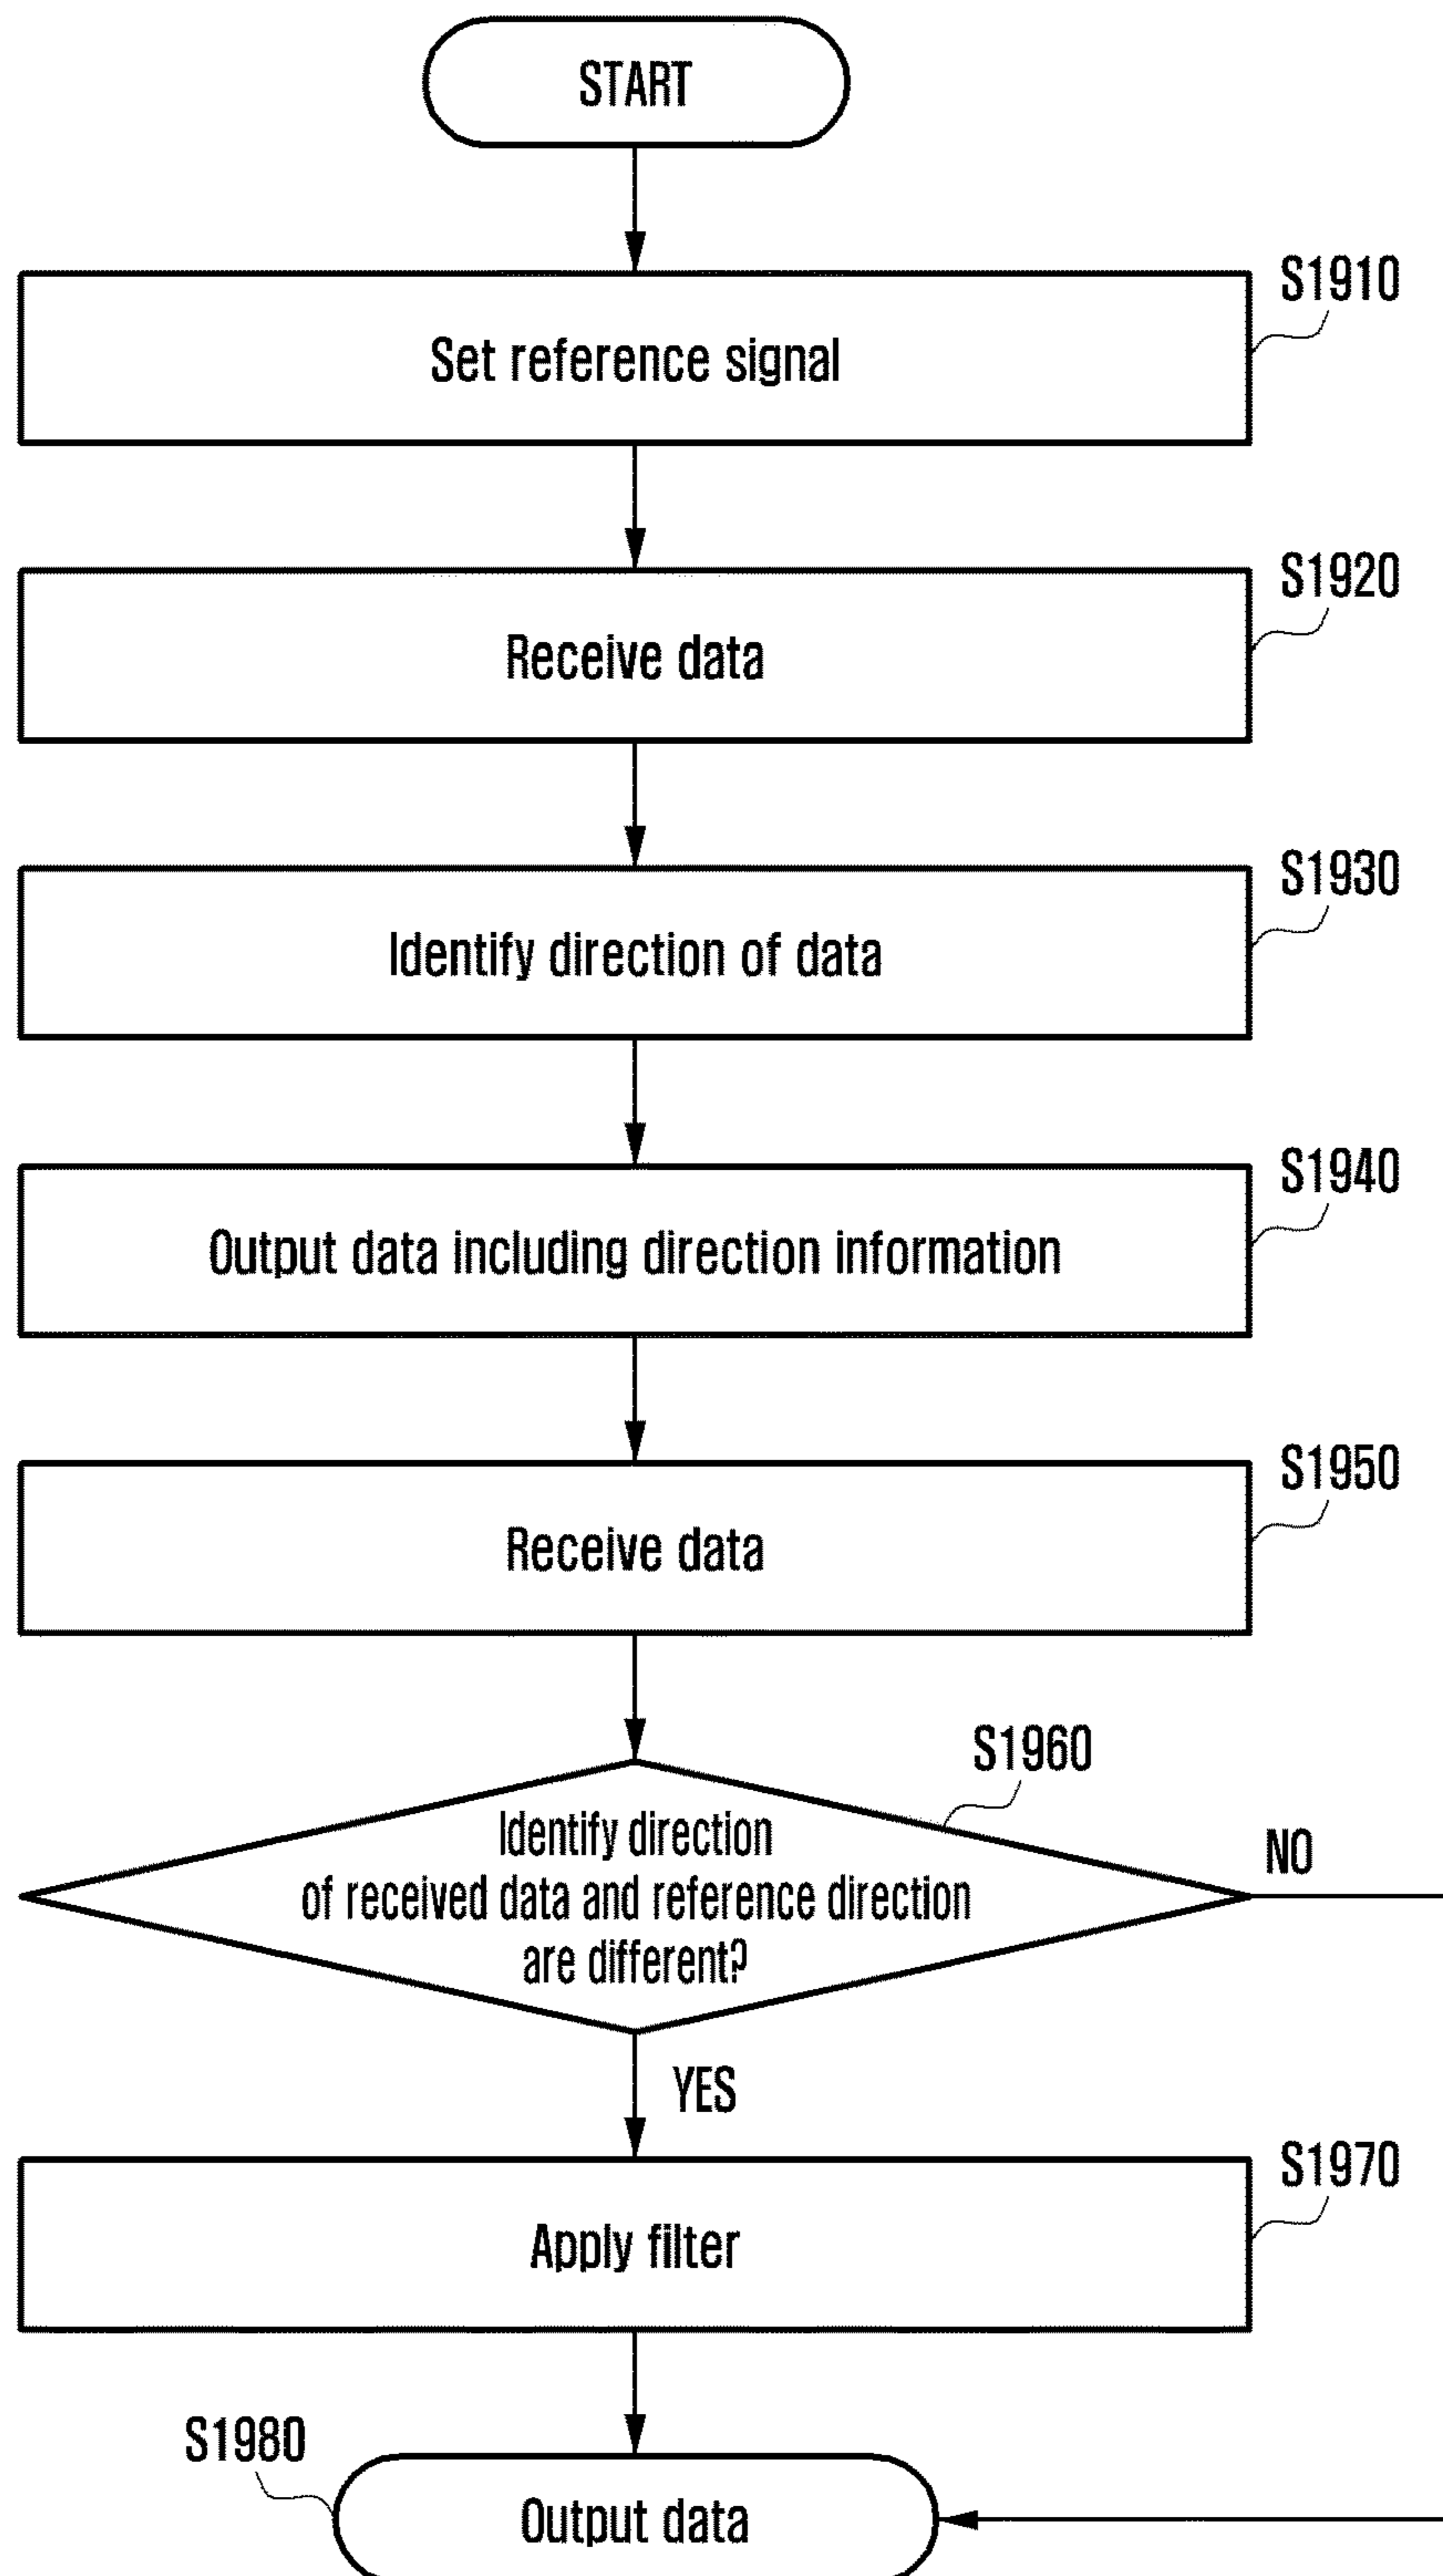 START
S1910
Set reference signal
S1920
Receive data
S1930
Identify direction of data
S1940
Output data including direction information
S1950
Receive data
S1960
Identify direction
of received data and reference direction
are different?
NO
YES
S1970
Apply filter
S1980
Output data